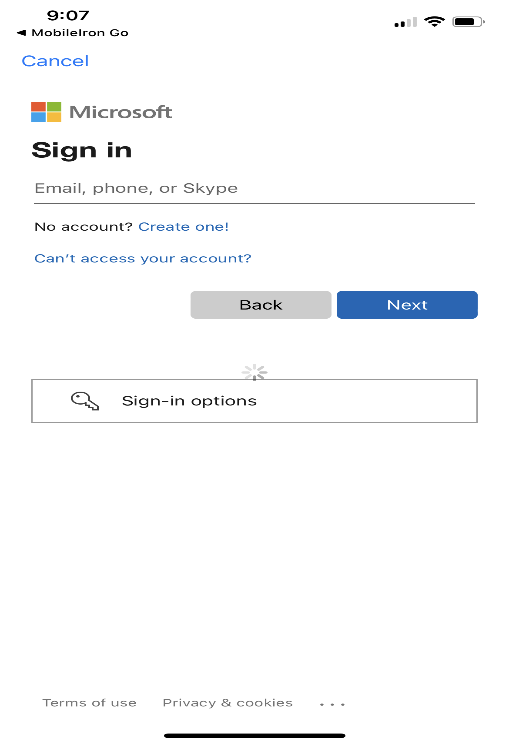 9:07
◀ MobileIron Go
Cancel
Microsoft
Sign in
Email, phone, or Skype
No account? Create one!
Can't access your account?
Back Next
Sign-in options
Terms of use Privacy & cookies ...